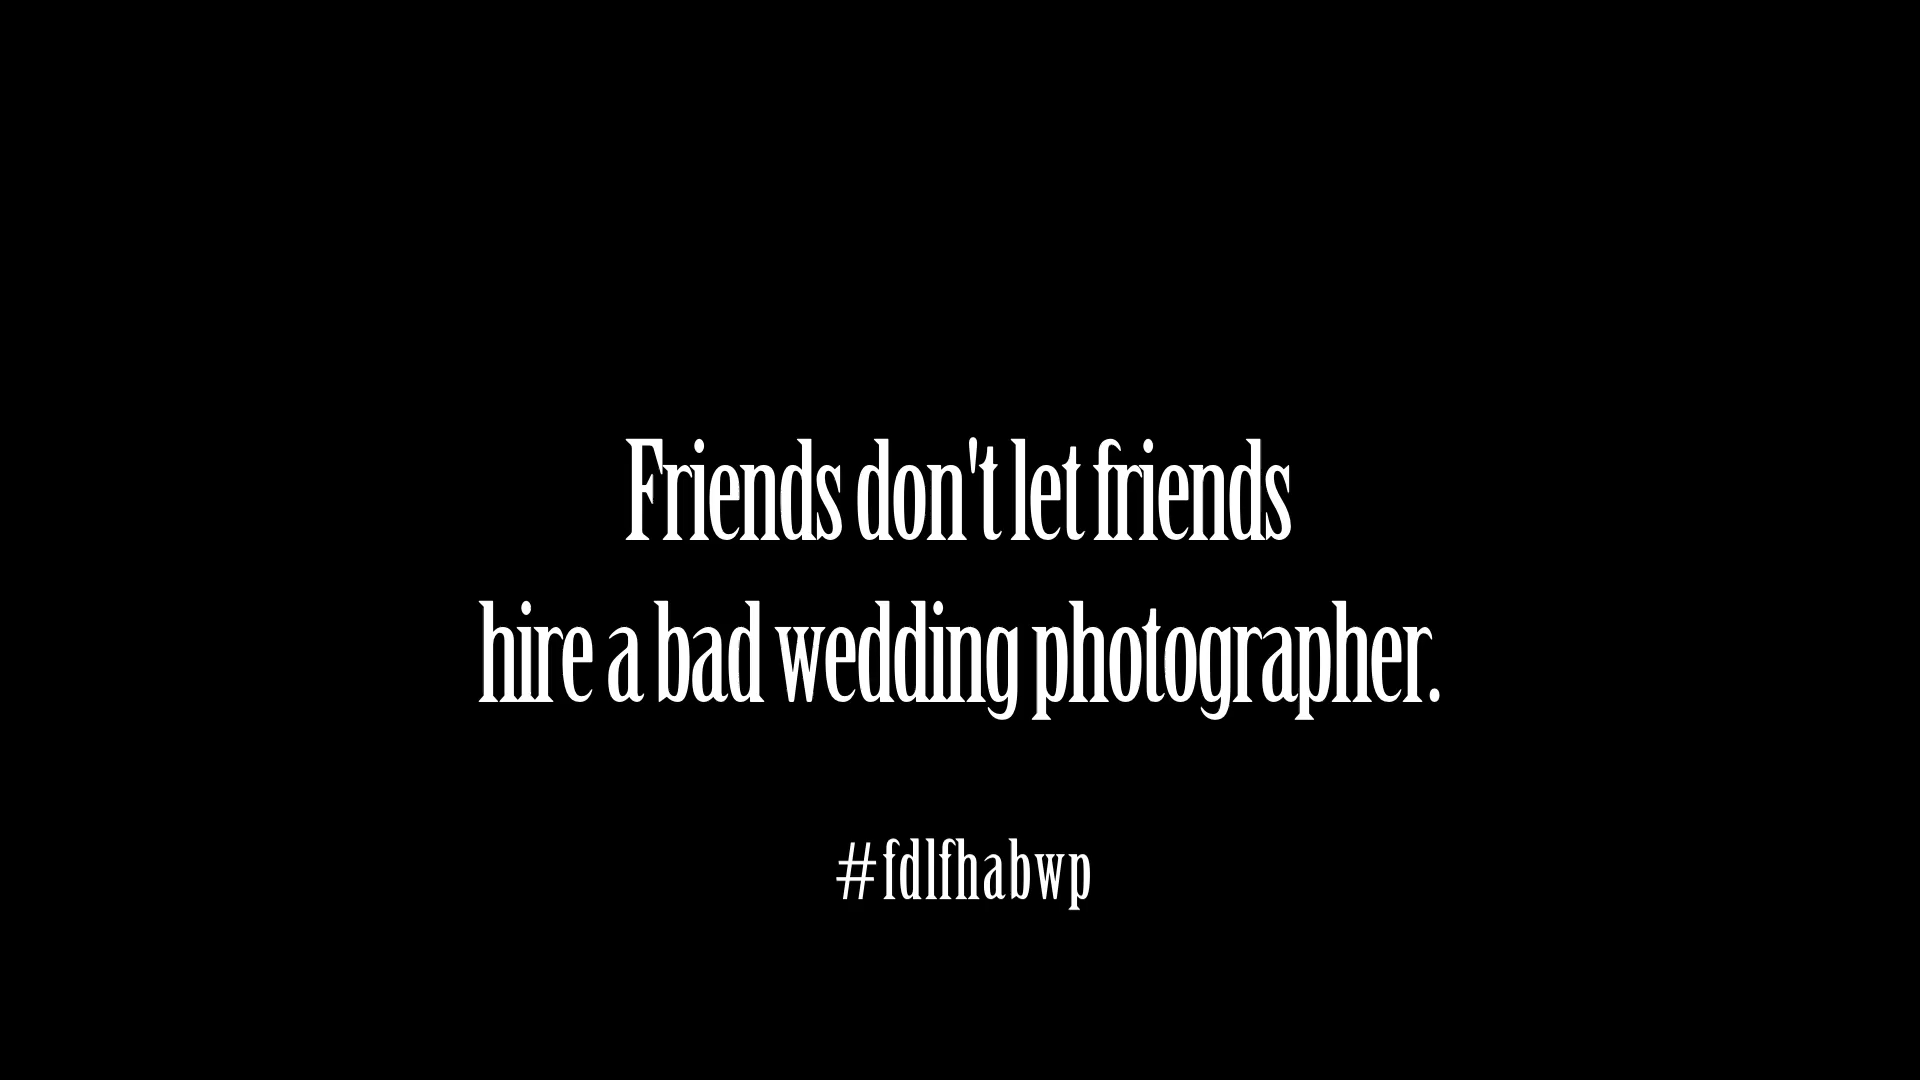 Friends don't let friends
hire a bad wedding photographer.
#fdlfhabwp